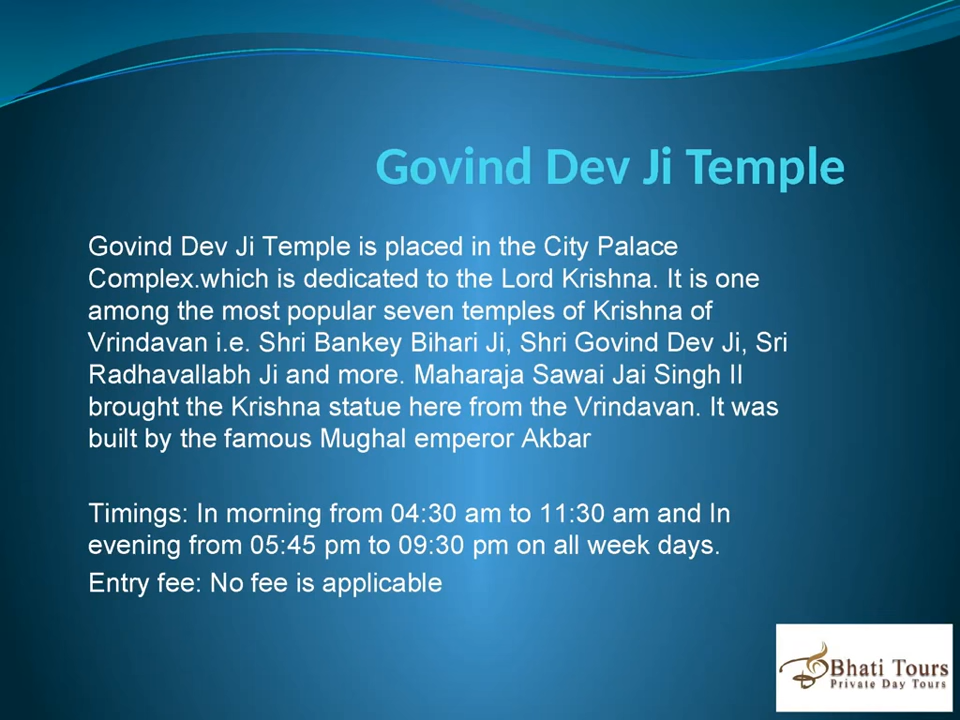 Govind Dev Ji Temple
Govind Dev Ji Temple is placed in the City Palace
Complex.which is dedicated to the Lord Krishna. It is one
among the most popular seven temples of Krishna of
Vrindavan i.e. Shri Bankey Bihari Ji, Shri Govind Dev Ji, Sri
Radhavallabh Ji and more. Maharaja Sawai Jai Singh II
brought the Krishna statue here from the Vrindavan. It was
built by the famous Mughal emperor Akbar
Timings: In morning from 04:30 am to 11:30 am and In
evening from 05:45 pm to 09:30 pm on all week days.
Entry fee: No fee is applicable
Bhati Tours
Private Day Tours